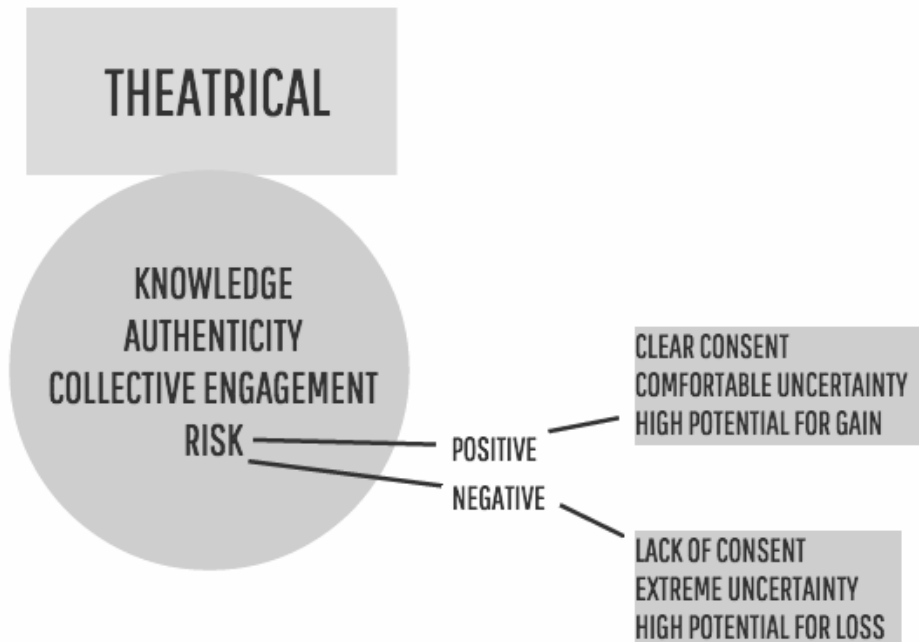 THEATRICAL
KNOWLEDGE
AUTHENTICITY
COLLECTIVE ENGAGEMENT
RISK
POSITIVE
NEGATIVE
CLEAR CONSENT
COMFORTABLE UNCERTAINTY
HIGH POTENTIAL FOR GAIN
LACK OF CONSENT
EXTREME UNCERTAINTY
HIGH POTENTIAL FOR LOSS